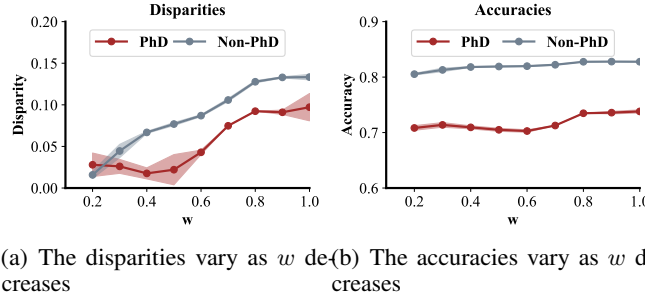 Disparities
0.20
0.15
0.10
0.05
0.00
Disparity
PhD
Non-PhD
0.2 0.4 0.6 0.8 1.0
w
(a) The disparities vary as w de-
creases
Accuracies
0.9
0.8
0.7
0.6
Accuracy
PhD
Non-PhD
0.2 0.4 0.6 0.8 1.0
w
(b) The accuracies vary as w d
creases